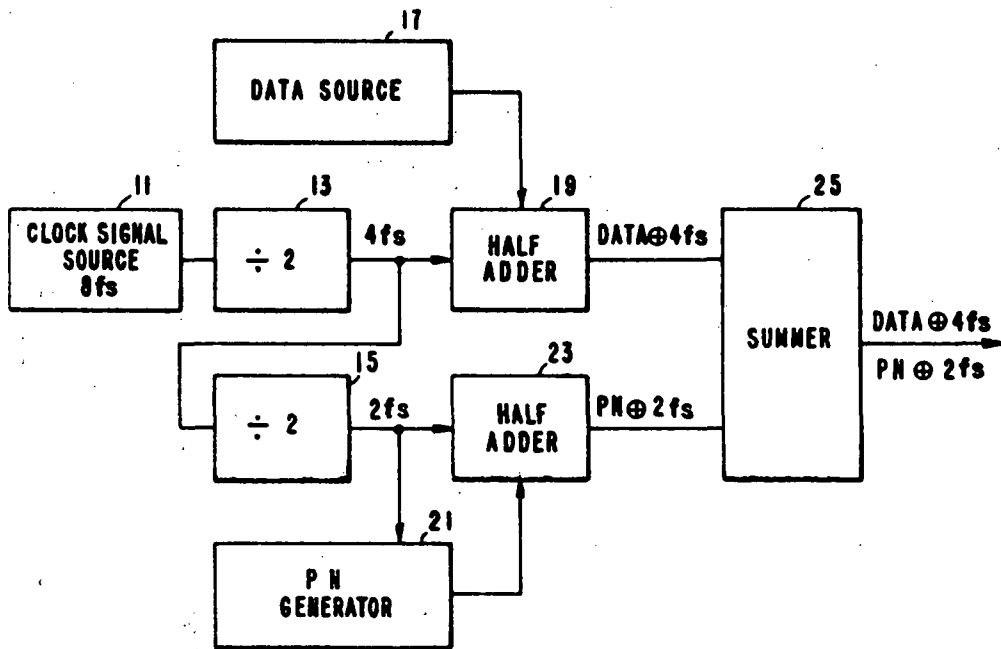 17
DATA SOURCE
11
CLOCK SIGNAL
SOURCE
8fs
13
÷ 2
4fs
19
HALF
ADDER
DATA⊕4fs
25
SUMMER
DATA⊕4fs
PN⊕2fs
15
÷ 2
2fs
23
HALF
ADDER
PN⊕2fs
21
PN
GENERATOR